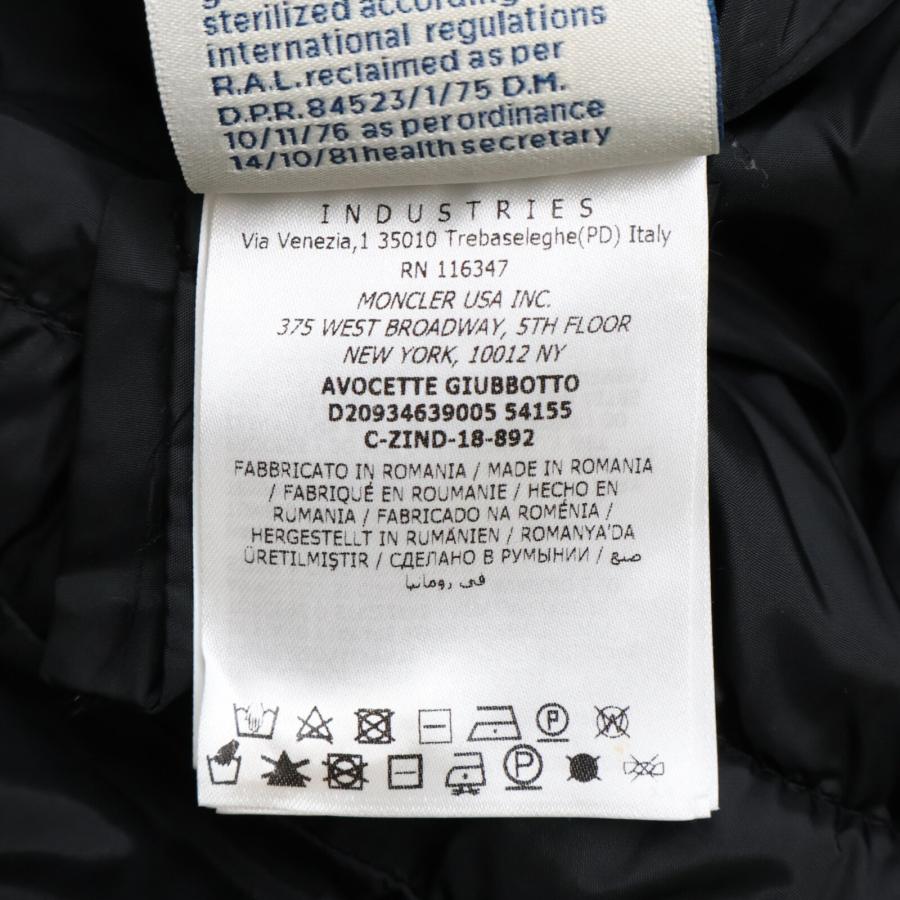 sterilized according
international regulations
R.A.L. reclaimed as per
D.P.R. 84523/1/75 D.M.
10/11/76 as per ordinance
14/10/81 health secretary
INDUSTRIES
Via Venezia,1 35010 Trebaseleghe(PD) Italy
RN 116347
MONCLER USA INC.
375 WEST BROADWAY, 5TH FLOOR
NEW YORK, 10012 NY
AVOCETTE GIUBBOTTO
D20934639005 54155
C-ZIND-18-892
FABBRICATO IN ROMANIA / MADE IN ROMANIA
/ FABRIQUÉ EN ROUMANIE / HECHO EN
RUMANIA / FABRICADO NA ROMÉNIA /
HERGESTELLT IN RUMÄNIEN / ROMANYA'DA
ÜRETILMIŞTIR / СДЕЛАНО В РУМЫНИИ / صنع
في رومانيا
P W
P